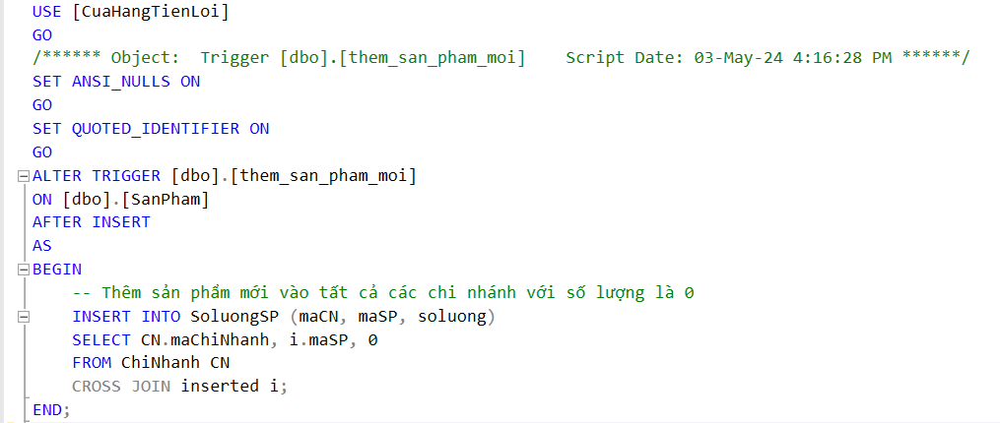 USE [CuaHangTienLoi]
GO
/****** Object:  Trigger [dbo].[them_san_pham_moi]    Script Date: 03-May-24 4:16:28 PM ******/
SET ANSI_NULLS ON
GO
SET QUOTED_IDENTIFIER ON
GO
ALTER TRIGGER [dbo].[them_san_pham_moi]
ON [dbo].[SanPham]
AFTER INSERT
AS
BEGIN
    -- Thêm sản phẩm mới vào tất cả các chi nhánh với số lượng là 0
    INSERT INTO SoluongSP (maCN, maSP, soluong)
    SELECT CN.maChiNhanh, i.maSP, 0
    FROM ChiNhanh CN
    CROSS JOIN inserted i;
END;